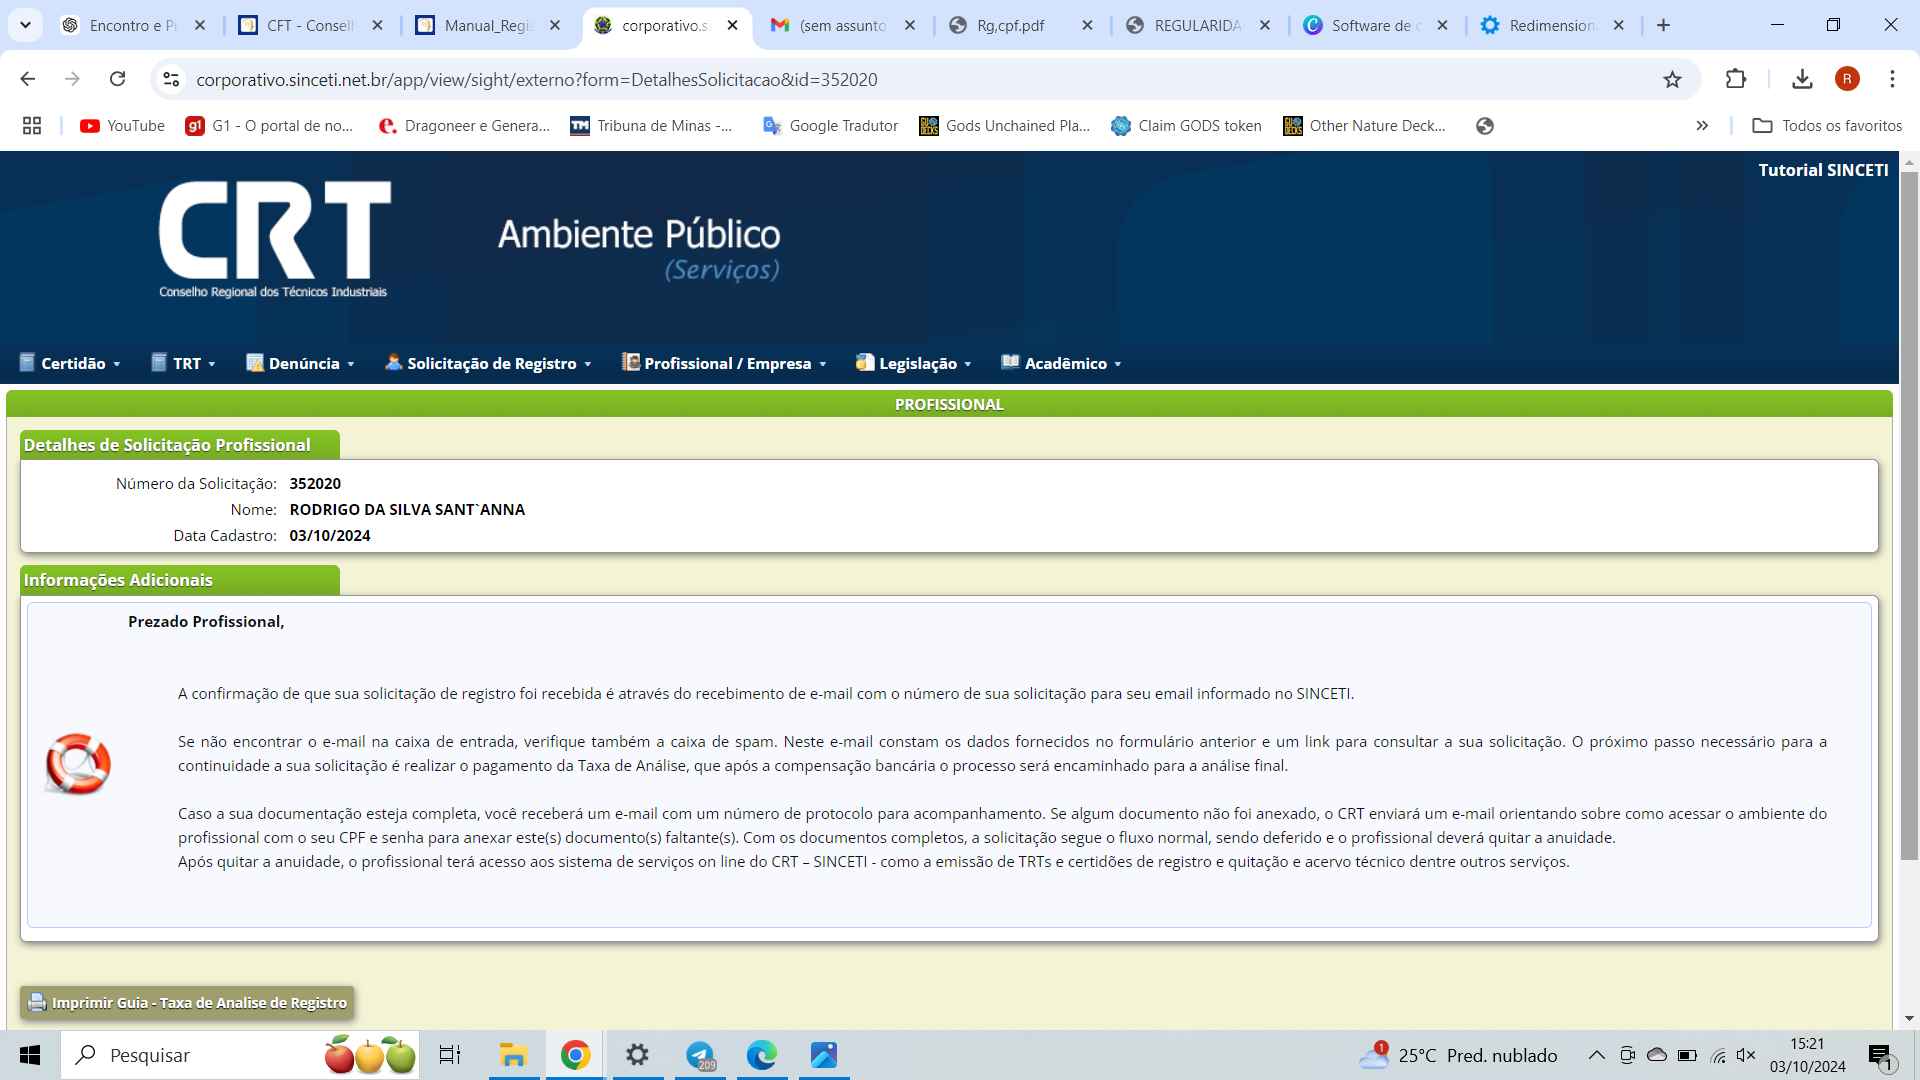 Encontro e Pr
CFT - Conselh
Manual_Regis
corporativo.si
(sem assunto
Rg,cpf.pdf
REGULARIDA
Software de c
Redimensiona
corporativo.sinceti.net.br/app/view/sight/externo?form=DetalhesSolicitacao&id=352020
R
YouTube
g1
G1 - O portal de no...
e.
Dragoneer e Genera...
TM
Tribuna de Minas -...
Google Tradutor
Gods Unchained Pla...
Claim GODS token
Other Nature Deck...
Todos os favoritos
Tutorial SINCETI
CRT
Conselho Regional dos Técnicos Industriais
Ambiente Público
(Serviços)
Certidão
TRT
Denúncia
Solicitação de Registro
Profissional / Empresa
Legislação
Acadêmico
PROFISSIONAL
Detalhes de Solicitação Profissional
Número da Solicitação: 352020
Nome: RODRIGO DA SILVA SANT`ANNA
Data Cadastro: 03/10/2024
Informações Adicionais
Prezado Profissional,
A confirmação de que sua solicitação de registro foi recebida é através do recebimento de e-mail com o número de sua solicitação para seu email informado no SINCETI.
Se não encontrar o e-mail na caixa de entrada, verifique também a caixa de spam. Neste e-mail constam os dados fornecidos no formulário anterior e um link para consultar a sua solicitação. O próximo passo necessário para a
continuidade a sua solicitação é realizar o pagamento da Taxa de Análise, que após a compensação bancária o processo será encaminhado para a análise final.
Caso a sua documentação esteja completa, você receberá um e-mail com um número de protocolo para acompanhamento. Se algum documento não foi anexado, o CRT enviará um e-mail orientando sobre como acessar o ambiente do
profissional com o seu CPF e senha para anexar este(s) documento(s) faltante(s). Com os documentos completos, a solicitação segue o fluxo normal, sendo deferido e o profissional deverá quitar a anuidade.
Após quitar a anuidade, o profissional terá acesso aos sistema de serviços on line do CRT – SINCETI - como a emissão de TRTs e certidões de registro e quitação e acervo técnico dentre outros serviços.
Imprimir Guia - Taxa de Analise de Registro
Pesquisar
209
1
25°C Pred. nublado
15:21
03/10/2024
1